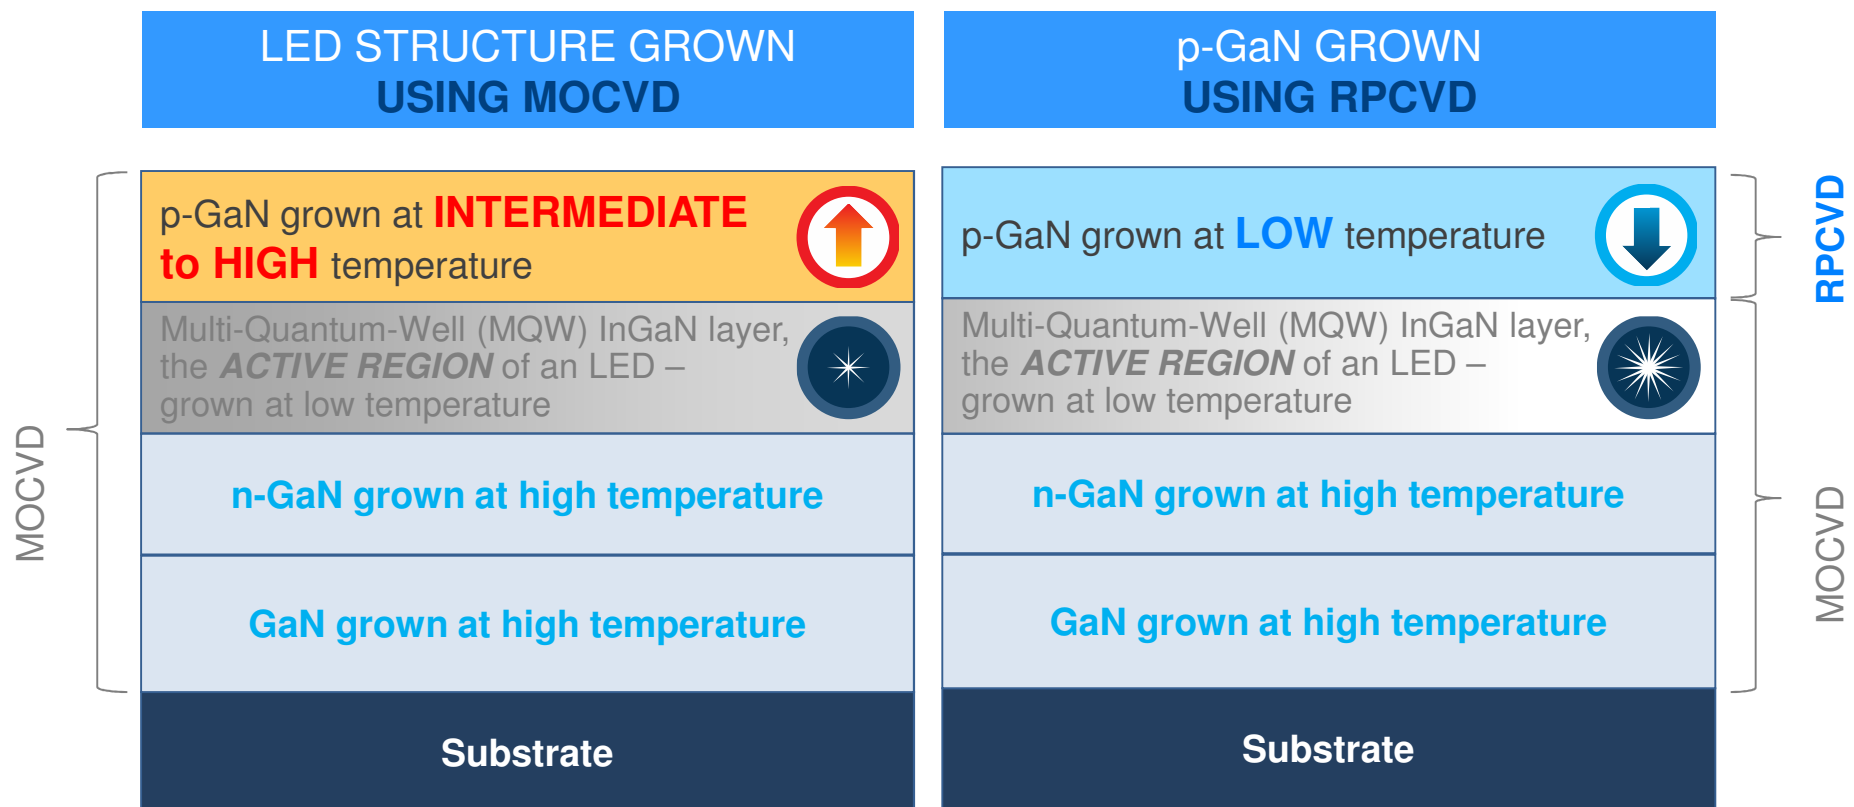 LED STRUCTURE GROWN
USING MOCVD
p-GaN GROWN
USING RPCVD
MOCVD
p-GaN grown at INTERMEDIATE
to HIGH temperature
Multi-Quantum-Well (MQW) InGaN layer,
the ACTIVE REGION of an LED –
grown at low temperature
n-GaN grown at high temperature
GaN grown at high temperature
Substrate
p-GaN grown at LOW temperature
Multi-Quantum-Well (MQW) InGaN layer,
the ACTIVE REGION of an LED –
grown at low temperature
n-GaN grown at high temperature
GaN grown at high temperature
Substrate
RPCVD
MOCVD